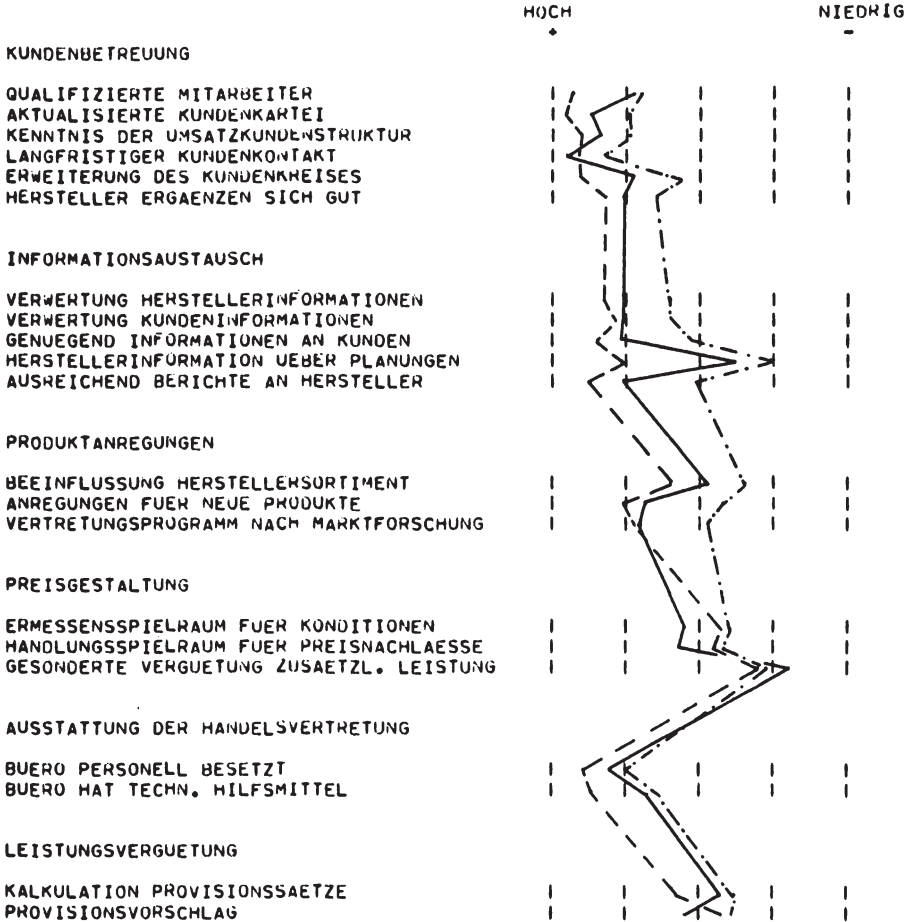 HOCH NIEDRIG
KUNDENBETREUUNG
QUALIFIZIERTE MITARBEITER
AKTUALISIERTE KUNDENKARTEI
KENNTNIS DER UMSATZKUNDENSTRUKTUR
LANGFRISTIGER KUNDENKONTAKT
ERWEITERUNG DES KUNDENKREISES
HERSTELLER ERGAENZEN SICH GUT
INFORMATIONSAUSTAUSCH
VERWERTUNG HERSTELLERINFORMATIONEN
VERWERTUNG KUNDENINFORMATIONEN
GENUEGEND INFORMATIONEN AN KUNDEN
HERSTELLERINFORMATION UEBER PLANUNGEN
AUSREICHEND BERICHTE AN HERSTELLER
PRODUKTANREGUNGEN
BEEINFLUSSUNG HERSTELLERSORTIMENT
ANREGUNGEN FUER NEUE PRODUKTE
VERTRETUNGSPROGRAMM NACH MARKTFORSCHUNG
PREISGESTALTUNG
ERMESSENSSPIELRAUM FUER KONDITIONEN
HANDLUNGSSPIELRAUM FUER PREISNACHLAESSE
GESONDERTE VERGUETUNG ZUSAETZL. LEISTUNG
AUSSTATTUNG DER HANDELSVERTRETUNG
BUERO PERSONELL BESETZT
BUERO HAT TECHN. HILFSMITTEL
LEISTUNGSVERGUETUNG
KALKULATION PROVISIONSSAETZE
PROVISIONSVORSCHLAG